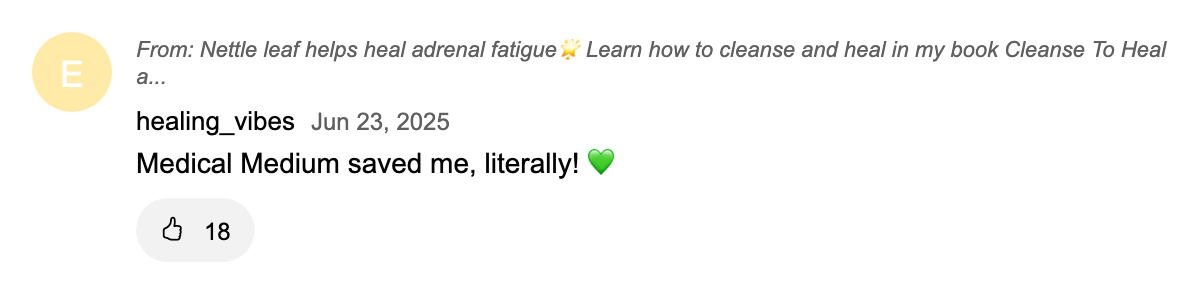 E
From: Nettle leaf helps heal adrenal fatigue🌟 Learn how to cleanse and heal in my book Cleanse To Heal
a...
healing_vibes Jun 23, 2025
Medical Medium saved me, literally! 💚
18